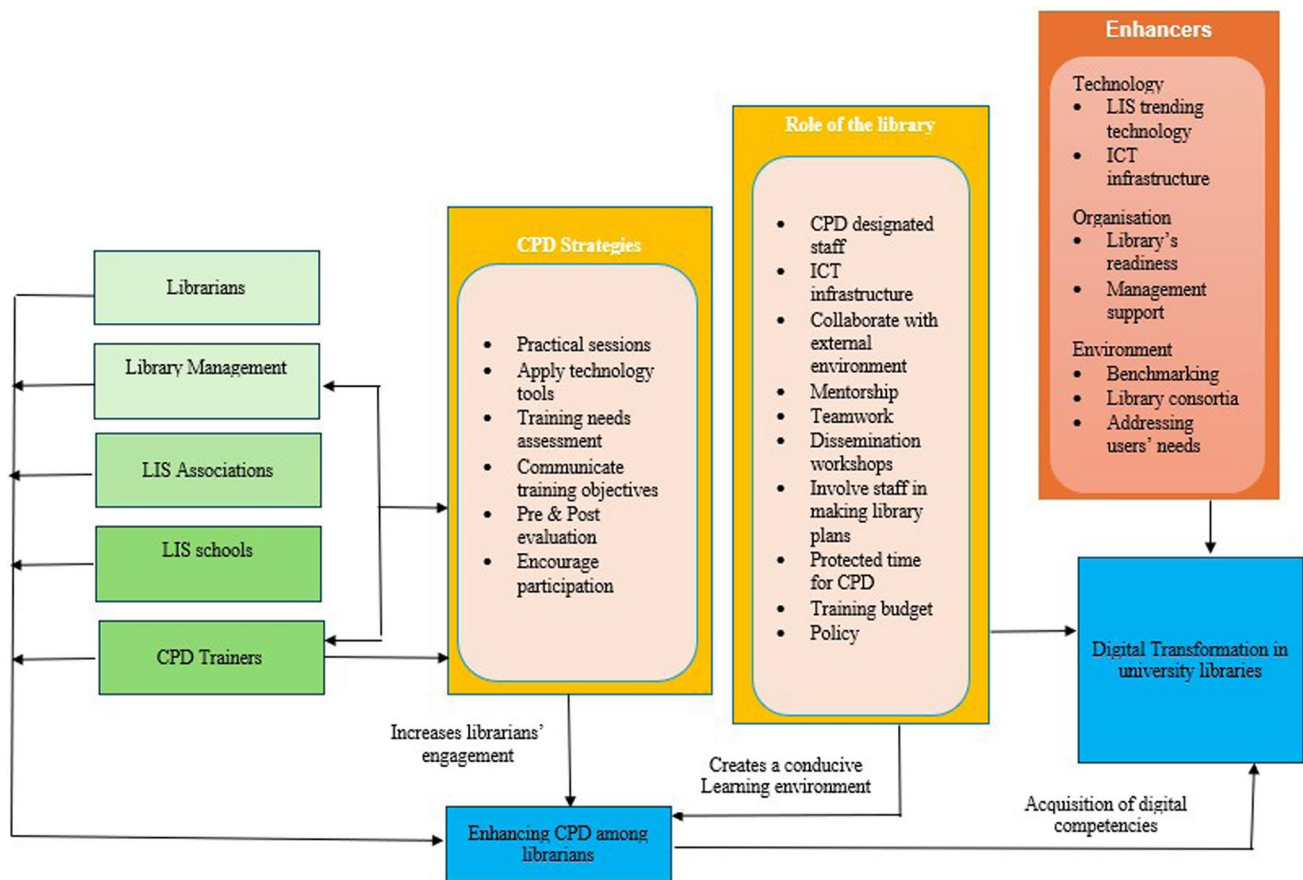 Librarians
Library Management
LIS Associations
LIS schools
CPD Trainers
CPD Strategies
• Practical sessions
• Apply technology
tools
• Training needs
assessment
• Communicate
training objectives
• Pre & Post
evaluation
• Encourage
participation
Role of the library
• CPD designated
staff
• ICT
infrastructure
• Collaborate with
external
environment
• Mentorship
• Teamwork
• Dissemination
workshops
• Involve staff in
making library
plans
• Protected time
for CPD
• Training budget
• Policy
Enhancers
Technology
• LIS trending
technology
• ICT
infrastructure
Organisation
• Library's
readiness
• Management
support
Environment
• Benchmarking
• Library consortia
• Addressing
users' needs
Digital Transformation in
university libraries
Increases librarians'
engagement
Creates a conducive
Learning environment
Acquisition of digital
competencies
Enhancing CPD among
librarians